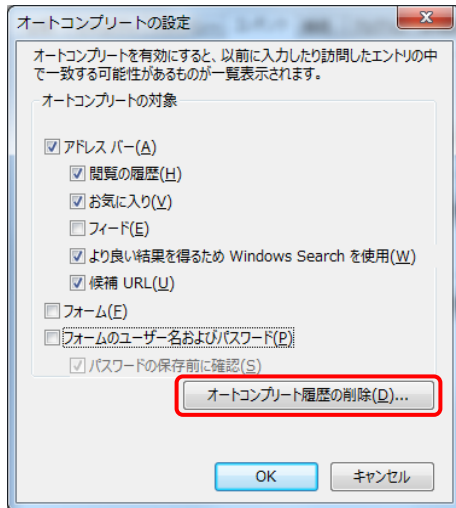 オートコンプリートの設定
オートコンプリートを有効にすると、以前に入力したり訪問したエントリの中
で一致する可能性があるものが一覧表示されます。
オートコンプリートの対象
アドレス バー(A)
閲覧の履歴(H)
お気に入り(V)
フィード(E)
より良い結果を得るため Windows Search を使用(W)
候補 URL(U)
フォーム(F)
フォームのユーザー名およびパスワード(P)
パスワードの保存前に確認(S)
オートコンプリート履歴の削除(D)...
OK キャンセル